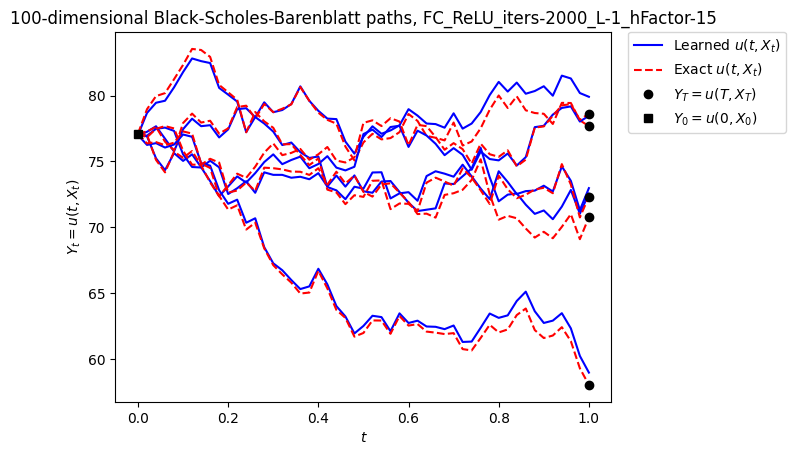 100-dimensional Black-Scholes-Barenblatt paths, FC_ReLU_iters-2000_L-1_hFactor-15
Learned u(t, X_t)
Exact u(t, X_t)
Y_T = u(T, X_T)
Y_0 = u(0, X_0)
Y_t = u(t, X_t)
80
75
70
65
60
0.0 0.2 0.4 0.6 0.8 1.0
t